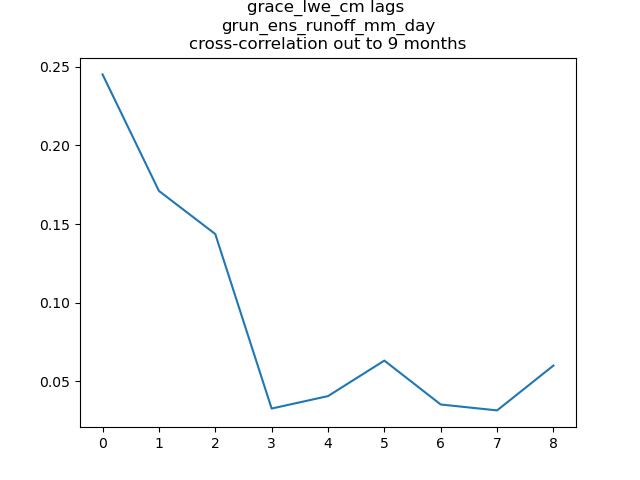 grace_lwe_cm lags
grun_ens_runoff_mm_day
cross-correlation out to 9 months
0.25
0.20
0.15
0.10
0.05
0 1 2 3 4 5 6 7 8